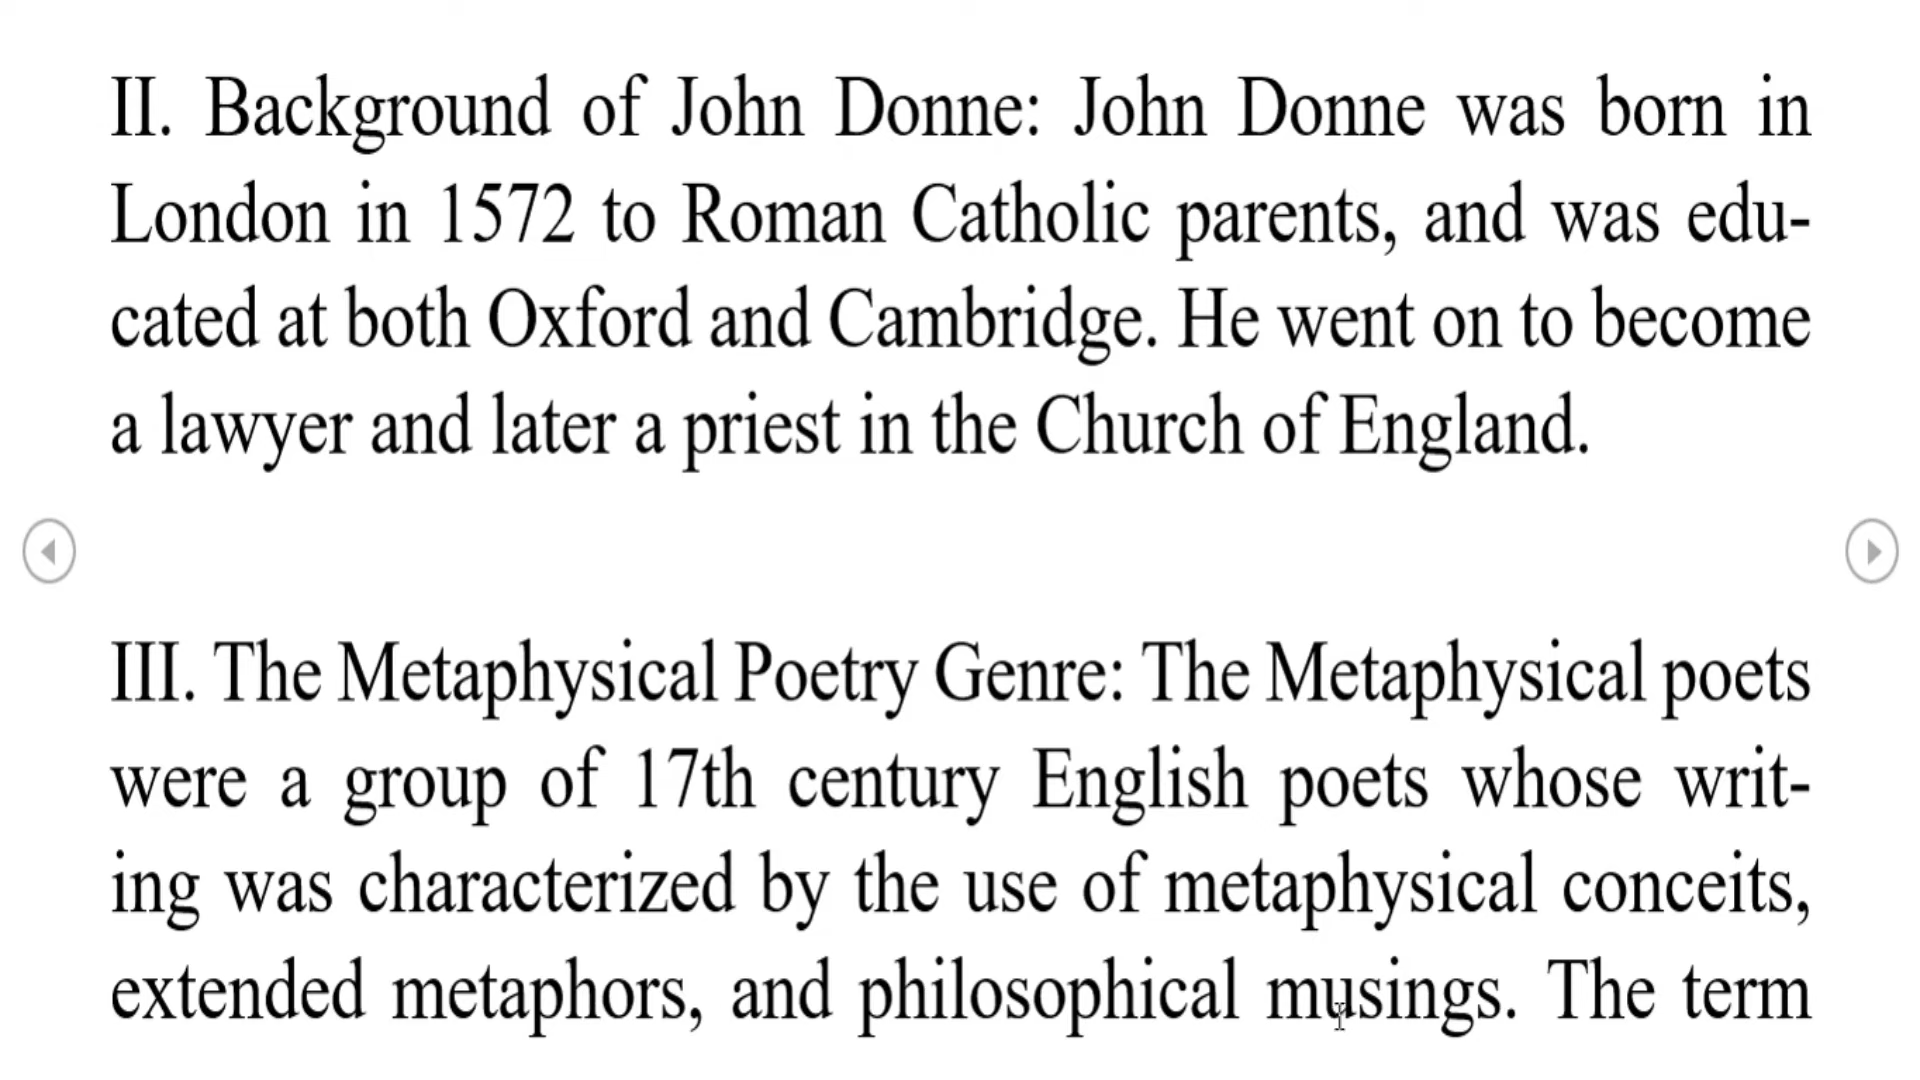 II. Background of John Donne: John Donne was born in
London in 1572 to Roman Catholic parents, and was edu-
cated at both Oxford and Cambridge. He went on to become
a lawyer and later a priest in the Church of England.
III. The Metaphysical Poetry Genre: The Metaphysical poets
were a group of 17th century English poets whose writ-
ing was characterized by the use of metaphysical conceits,
extended metaphors, and philosophical musings. The term